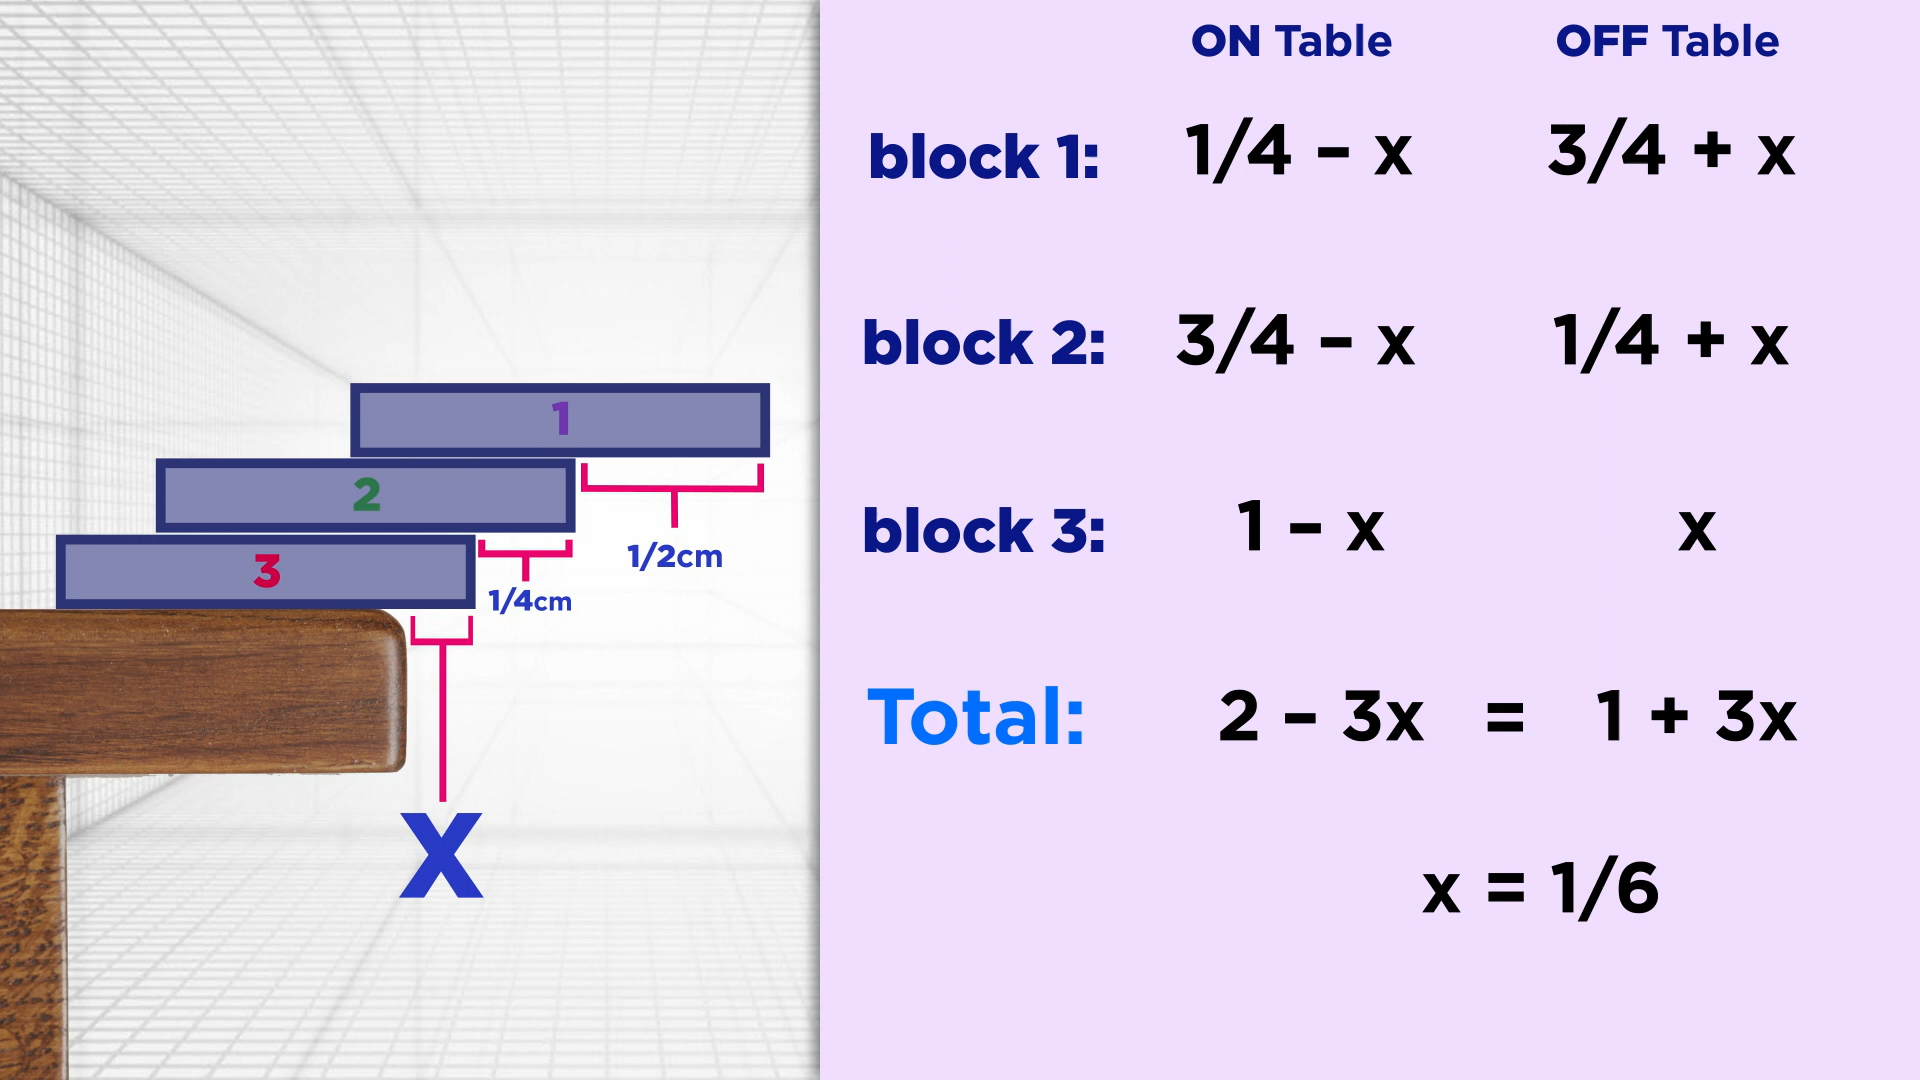 1
2
3
1/2cm
1/4cm
X
ON Table OFF Table
block 1: 1/4 – x 3/4 + x
block 2: 3/4 – x 1/4 + x
block 3: 1 – x x
Total: 2 – 3x = 1 + 3x
x = 1/6